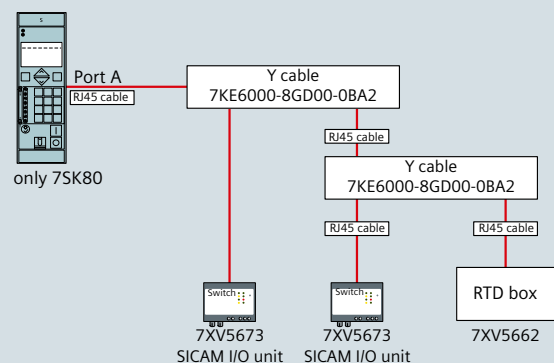 S
Port A
RJ45 cable
only 7SK80
Y cable
7KE6000-8GD00-0BA2
RJ45 cable
Y cable
7KE6000-8GD00-0BA2
RJ45 cable
RJ45 cable
Switch
7XV5673
SICAM I/O unit
Switch
7XV5673
SICAM I/O unit
RTD box
7XV5662